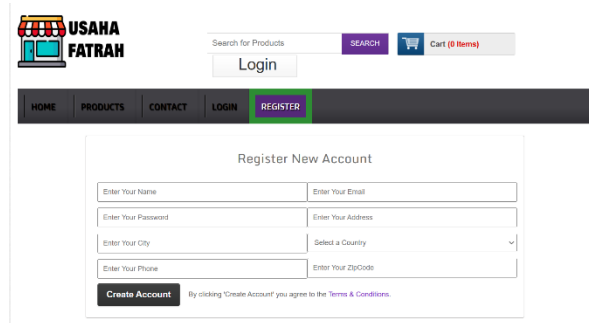 USAHA
FATRAH
Search for Products
SEARCH
Cart (0 Items)
Login
HOME
PRODUCTS
CONTACT
LOGIN
REGISTER
Register New Account
Enter Your Name
Enter Your Email
Enter Your Password
Enter Your Address
Enter Your City
Select a Country
Enter Your Phone
Enter Your ZipCode
Create Account
By clicking 'Create Account' you agree to the Terms & Conditions.